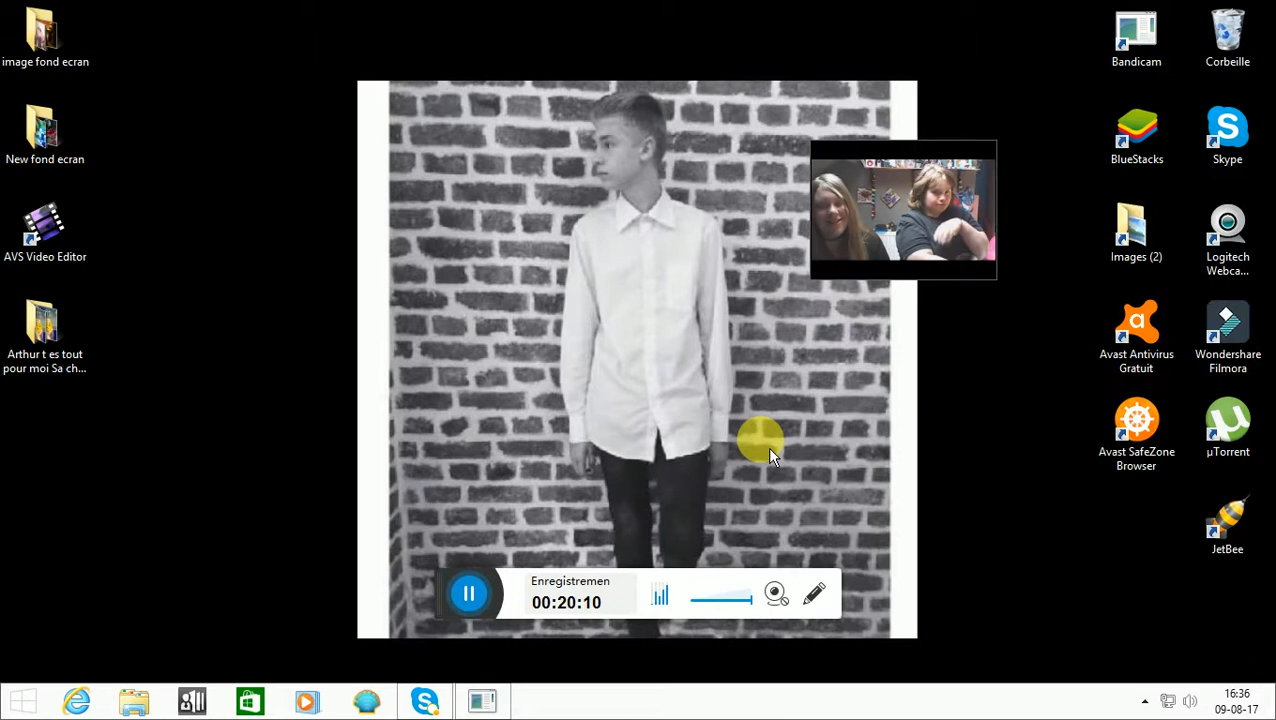 image fond ecran
New fond ecran
AVS Video Editor
Arthur t es tout
pour moi Sa ch...
Bandicam
Corbeille
BlueStacks
Skype
Images (2)
Logitech
Webca...
Avast Antivirus
Gratuit
Wondershare
Filmora
Avast SafeZone
Browser
µTorrent
JetBee
Enregistremen
00:20:10
16:36
09-08-17